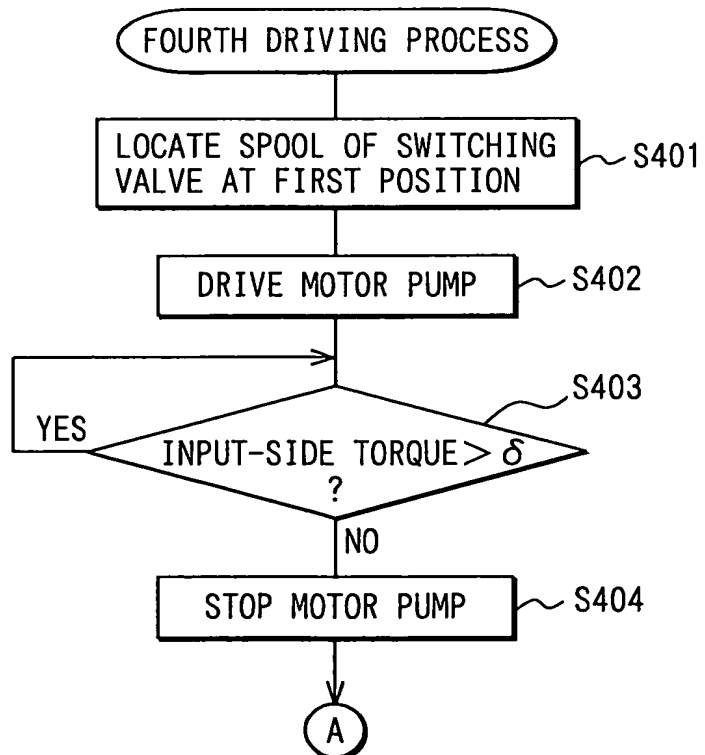 FOURTH DRIVING PROCESS
LOCATE SPOOL OF SWITCHING
VALVE AT FIRST POSITION
S401
DRIVE MOTOR PUMP
S402
S403
YES
INPUT-SIDE TORQUE > δ
?
NO
STOP MOTOR PUMP
S404
A